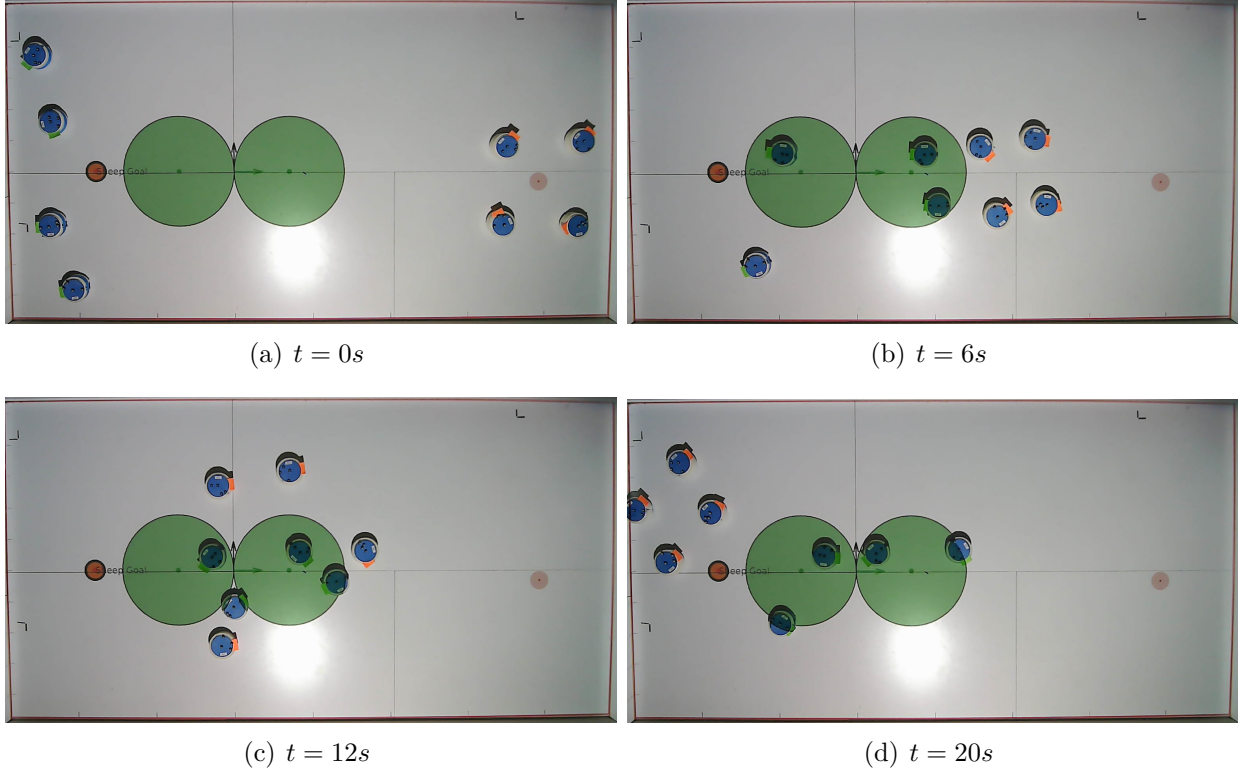 Sheep Goal
Sheep Goal
(a) t = 0s
(b) t = 6s
Sheep Goal
Sheep Goal
(c) t = 12s
(d) t = 20s